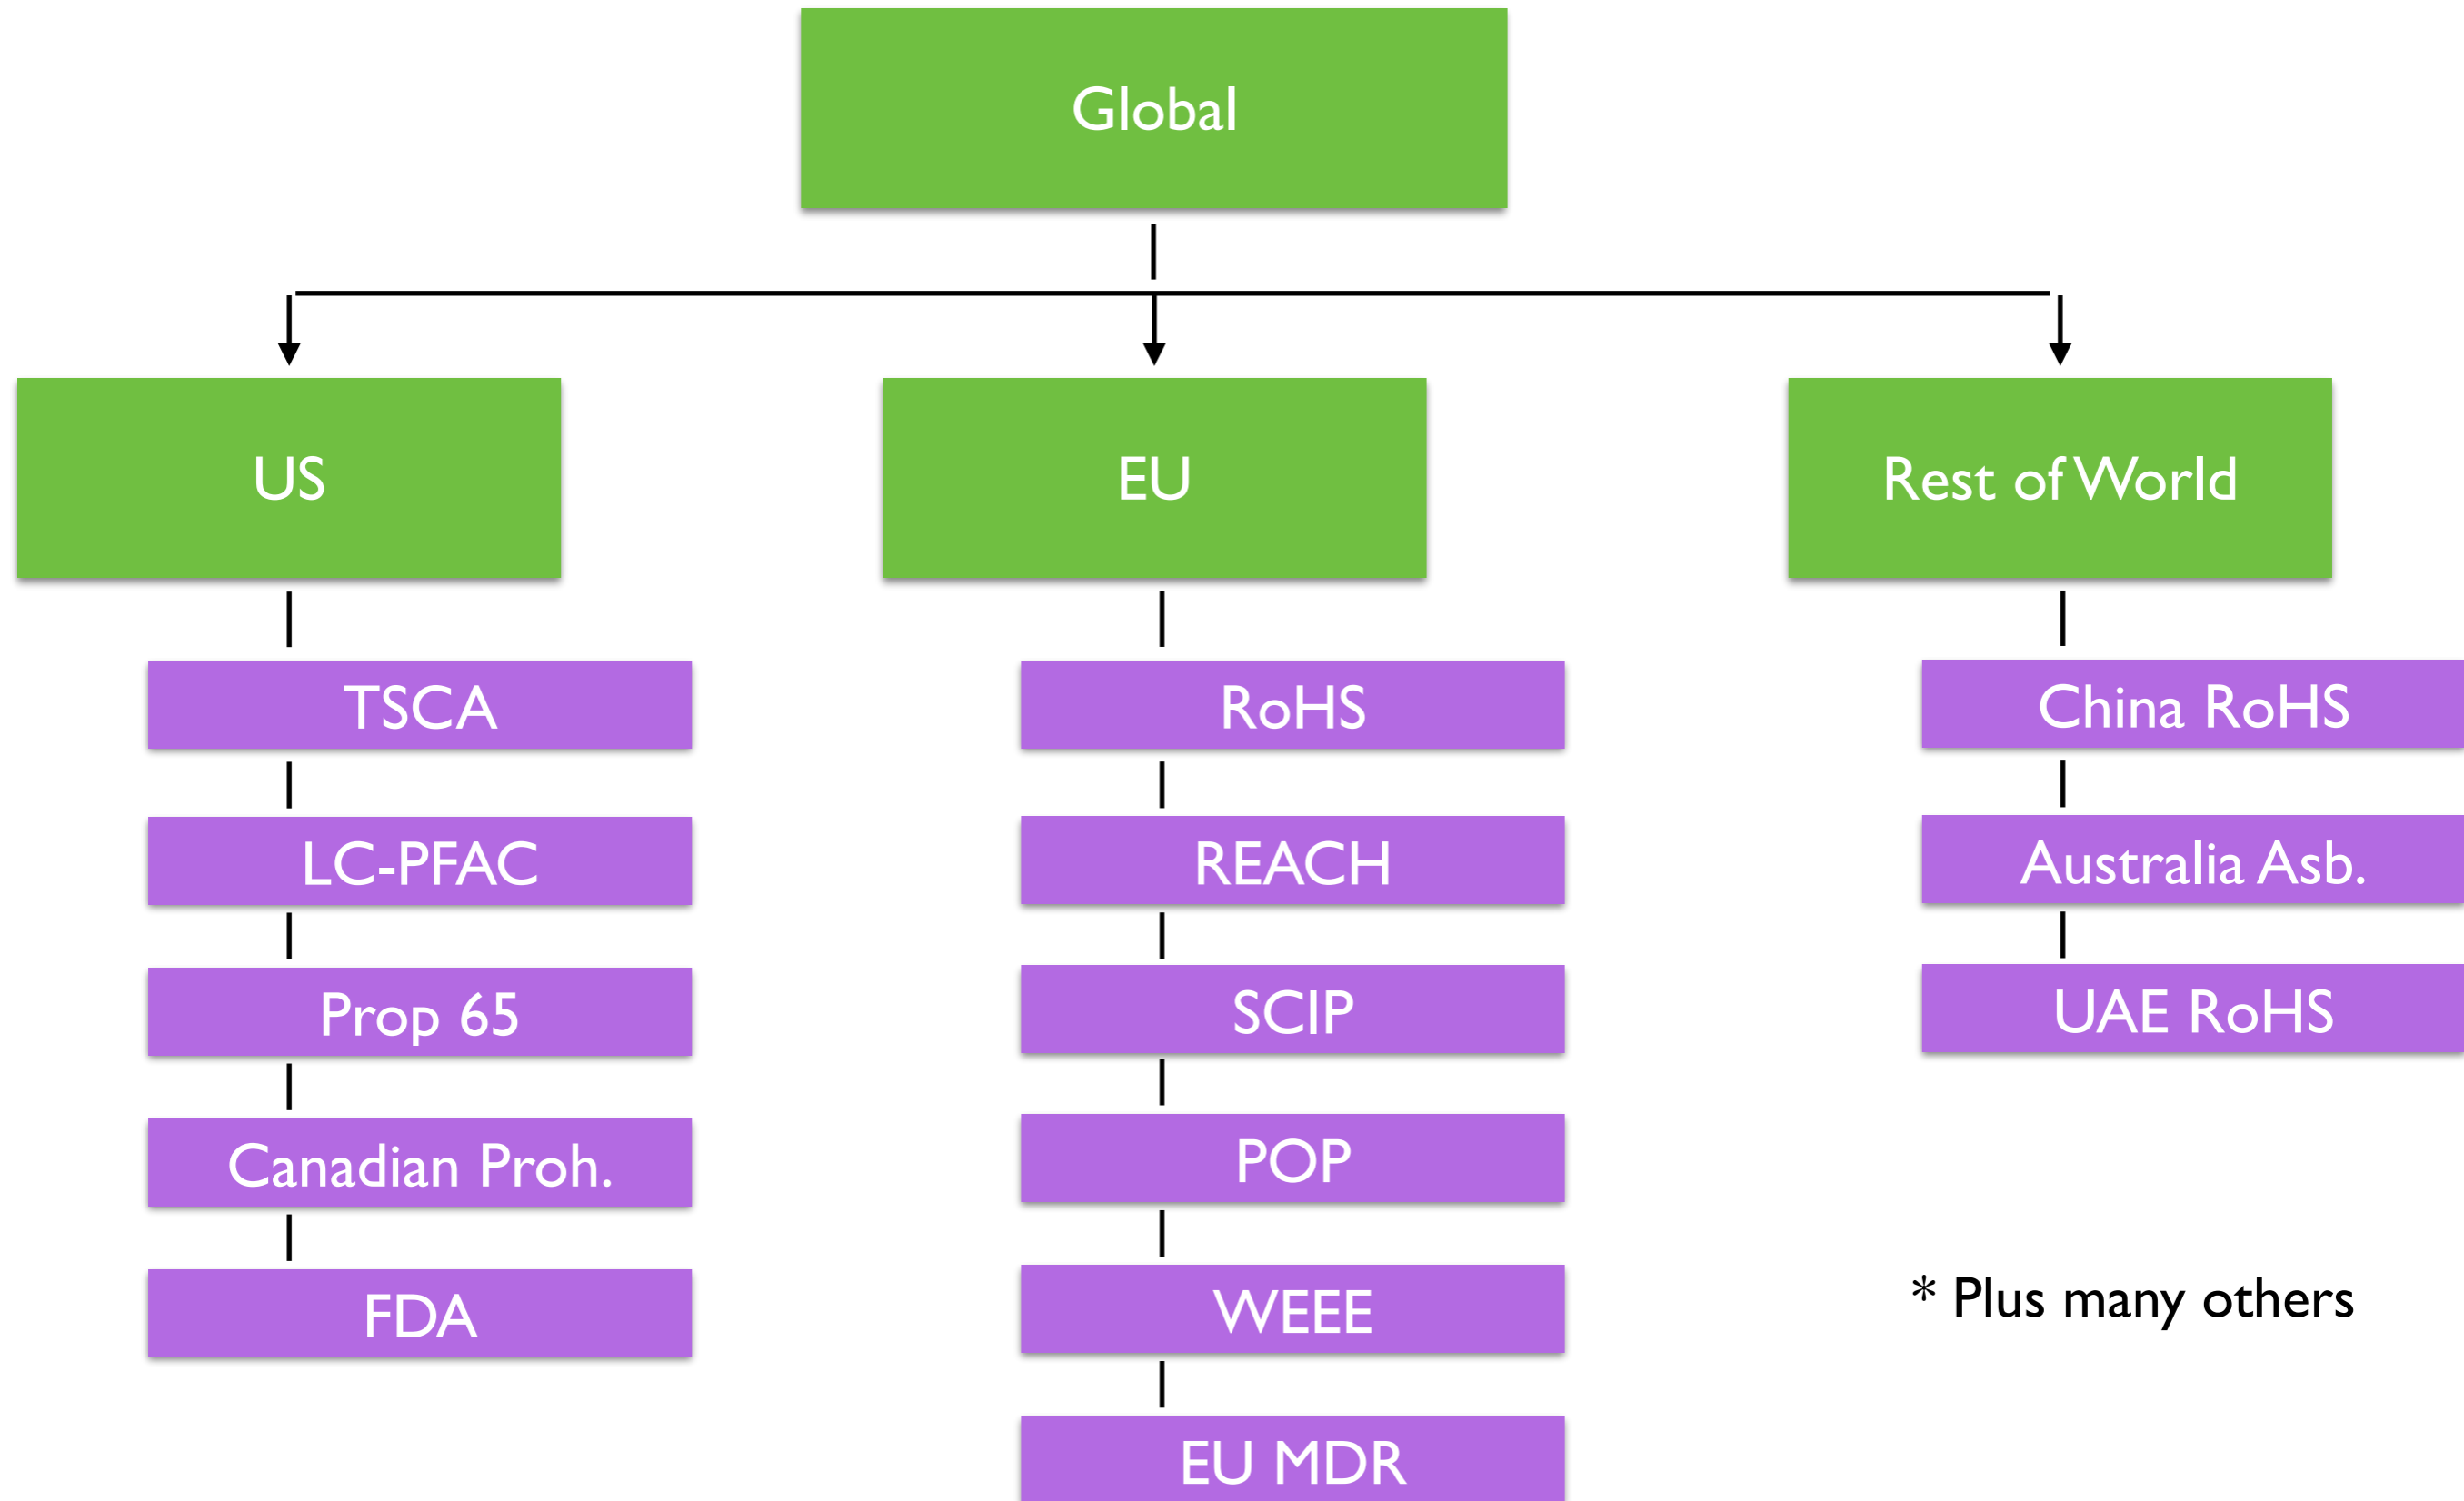 Global
US
EU
Rest of World
TSCA
LC-PFAC
Prop 65
Canadian Proh.
FDA
RoHS
REACH
SCIP
POP
WEEE
EU MDR
China RoHS
Australia Asb.
UAE RoHS
* Plus many others